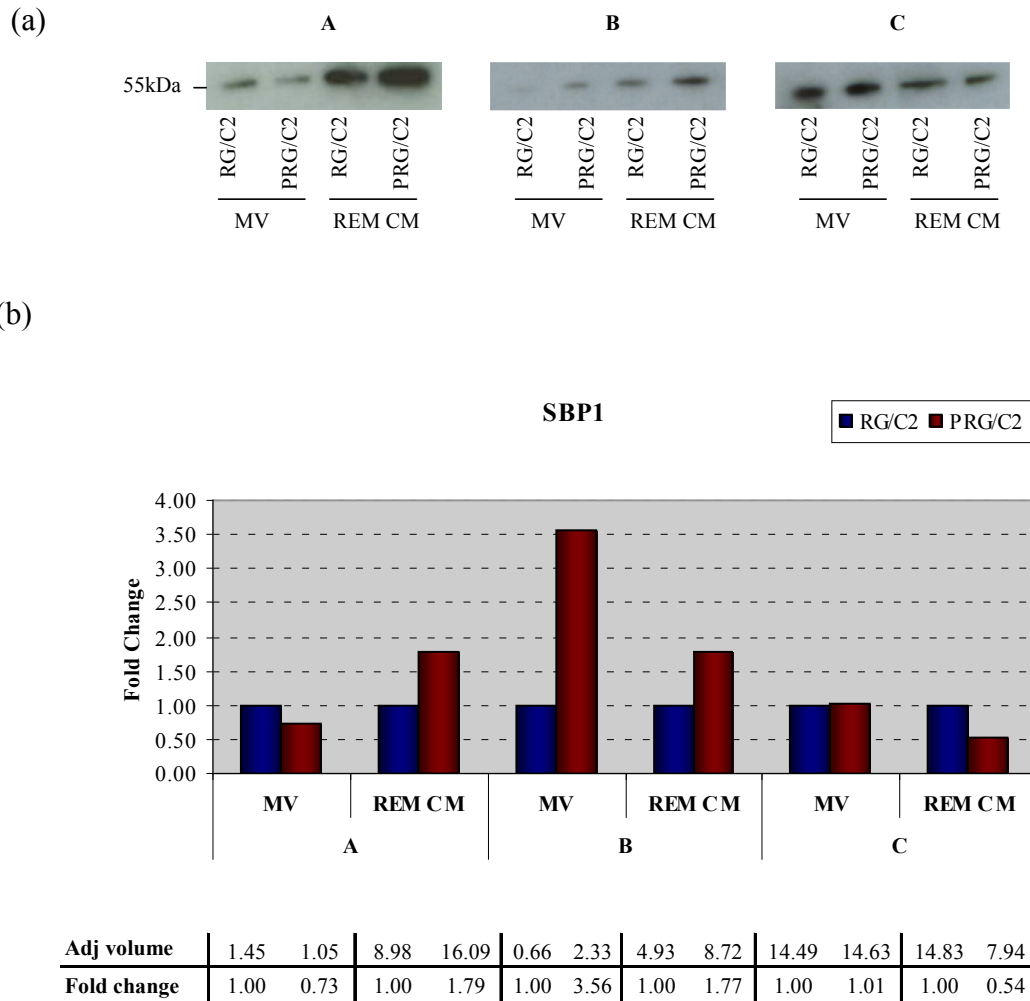 (a)
A B C
55kDa
RG/C2 PRG/C2 RG/C2 PRG/C2 RG/C2 PRG/C2 RG/C2 PRG/C2 RG/C2 PRG/C2 RG/C2 PRG/C2
MV REM CM MV REM CM MV REM CM
(b)
SBP1
RG/C2 PRG/C2
Fold Change
4.00
3.50
3.00
2.50
2.00
1.50
1.00
0.50
0.00
MV REM CM MV REM CM MV REM CM
A B C
Adj volume 1.45 1.05 8.98 16.09 0.66 2.33 4.93 8.72 14.49 14.63 14.83 7.94
Fold change 1.00 0.73 1.00 1.79 1.00 3.56 1.00 1.77 1.00 1.01 1.00 0.54